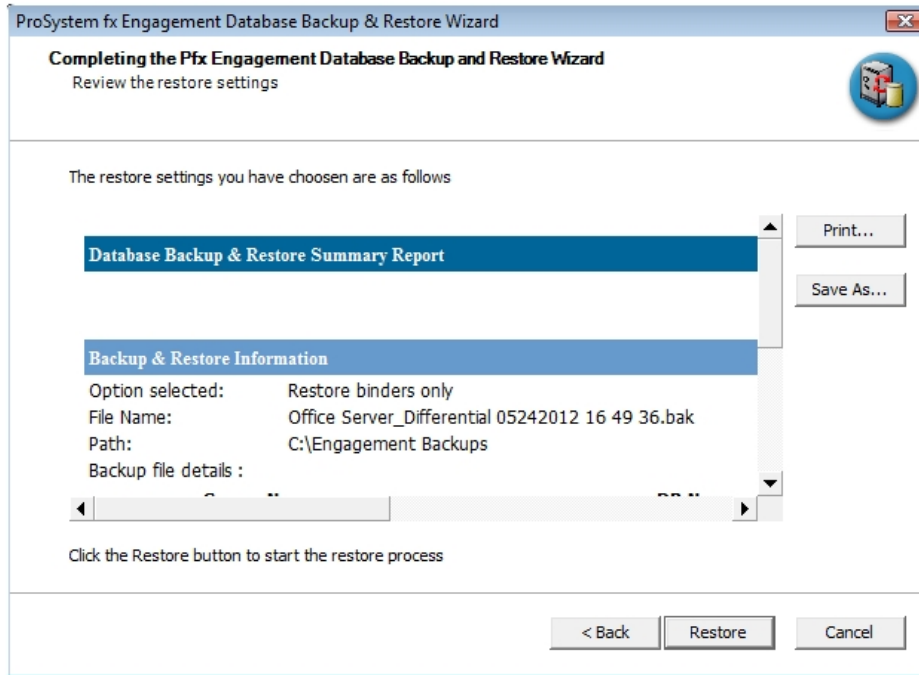 ProSystem fx Engagement Database Backup & Restore Wizard
Completing the Pfx Engagement Database Backup and Restore Wizard
Review the restore settings
The restore settings you have choosen are as follows
Print...
Database Backup & Restore Summary Report
Save As...
Backup & Restore Information
Option selected: Restore binders only
File Name: Office Server_Differential 05242012 16 49 36.bak
Path: C:\Engagement Backups
Backup file details :
Click the Restore button to start the restore process
< Back Restore Cancel